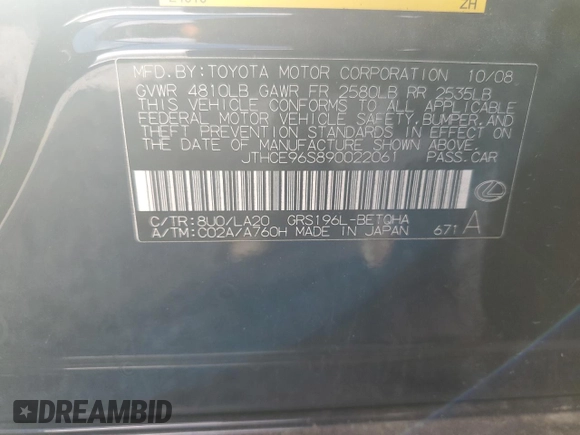 ZH
MFD. BY: TOYOTA MOTOR CORPORATION 10/08
GVWR 4810LB GAWR FR 2580LB RR 2635LB
THIS VEHICLE CONFORMS TO ALL APPLICABLE
FEDERAL MOTOR VEHICLE SAFETY, BUMPER, AND
THEFT PREVENTION STANDARDS IN EFFECT ON
THE DATE OF MANUFACTURE SHOWN ABOVE.
JTHCE96S890022061 PASS. CAR
C/TR: 8U0/LA20 GRS196L-BETQHA
A/TM: C02A/A760H MADE IN JAPAN 671 A
DREAMBID